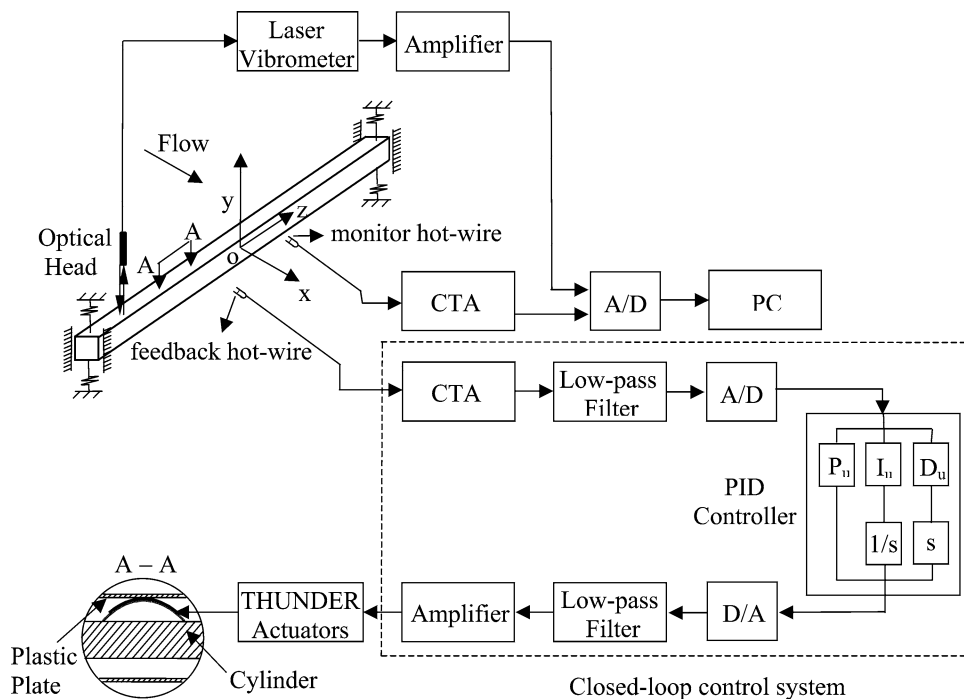 Laser
Vibrometer
Amplifier
Flow
y
z
A
A
o
x
Optical
Head
monitor hot-wire
feedback hot-wire
CTA
A/D
PC
CTA
Low-pass
Filter
A/D
PID
Controller
Pu
Iu
Du
1/s
s
A – A
THUNDER
Actuators
Amplifier
Low-pass
Filter
D/A
Plastic
Plate
Cylinder
Closed-loop control system